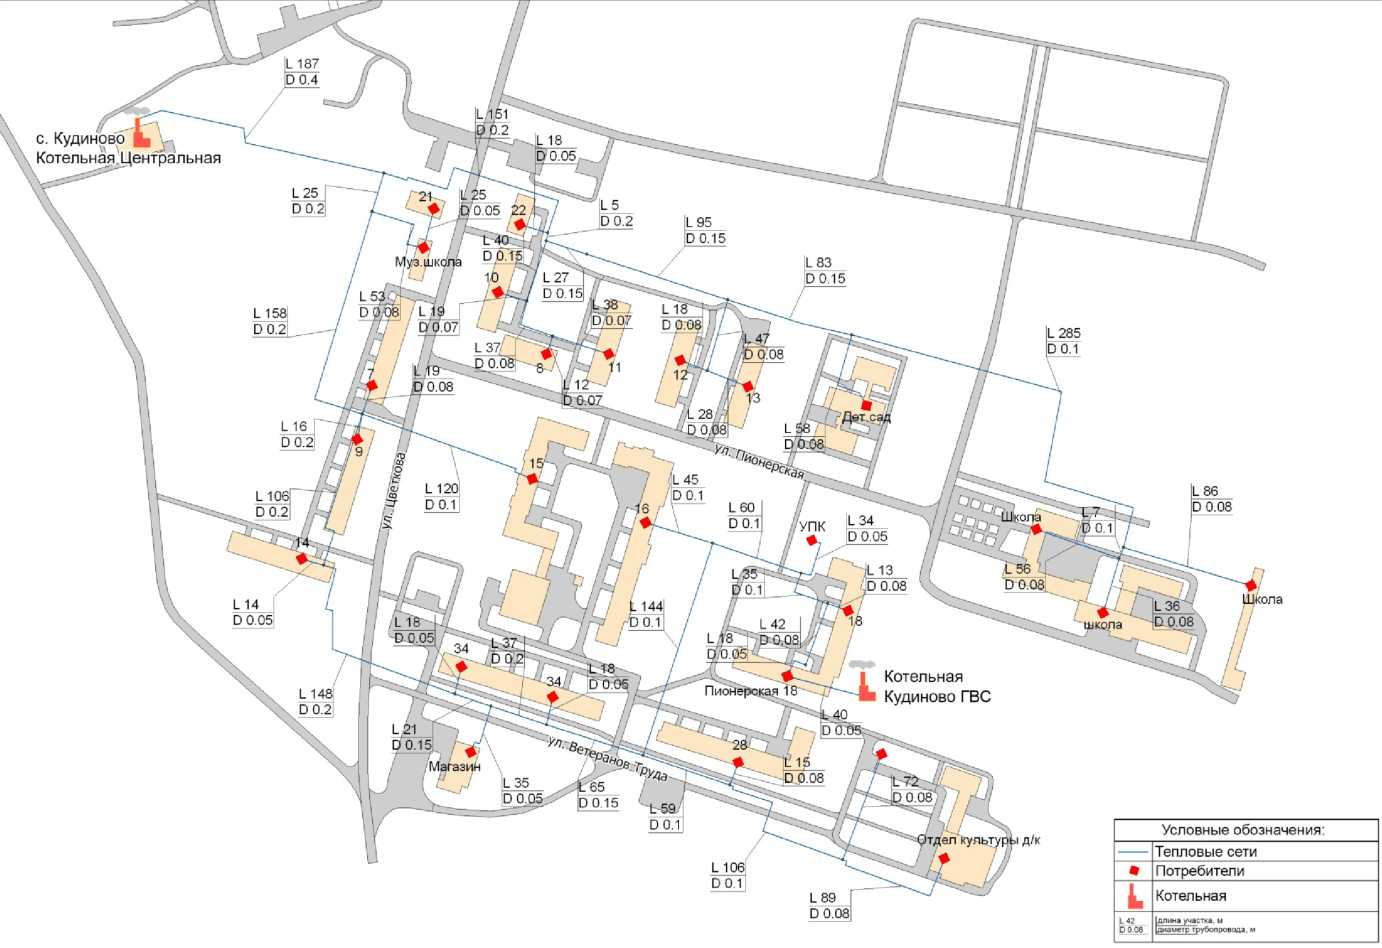 L 187
D 0.4
с. Кудиново
Котельная Центральная
L 151
D 0.2
L 18
D 0.05
L 25
D 0.2
21
L 25
D 0.05
22
L 5
D 0.2
L 95
D 0.15
Муз.школа
L 40
D 0.15
10
L 27
D 0.15
L 83
D 0.15
L 158
D 0.2
L 53
D 0.08
L 19
D 0.07
L 38
D 0.07
L 18
D 0.08
L 47
D 0.08
L 285
D 0.1
L 37
D 0.08
8
11
12
13
7
L 19
D 0.08
L 12
D 0.07
L 28
D 0.08
L 58
D 0.08
Дет.сад
L 16
D 0.2
9
ул. Цветкова
ул. Пионерская
15
L 106
D 0.2
L 120
D 0.1
16
L 45
D 0.1
L 60
D 0.1
УПК
L 34
D 0.05
Школа
L 7
D 0.1
L 86
D 0.08
14
L 35
D 0.1
L 13
D 0.08
L 56
D 0.08
Школа
L 14
D 0.05
L 144
D 0.1
L 42
D 0.08
18
школа
L 36
D 0.08
L 18
D 0.05
34
L 37
D 0.2
L 18
D 0.05
L 18
D 0.05
34
Пионерская 18
Котельная
Кудиново ГВС
L 148
D 0.2
L 21
D 0.15
L 40
D 0.05
ул. Ветеранов Труда
28
Магазин
L 15
D 0.08
L 35
D 0.05
L 65
D 0.15
L 59
D 0.1
L 72
D 0.08
Отдел культуры д/к
L 106
D 0.1
L 89
D 0.08
Условные обозначения:
Тепловые сети
Потребители
Котельная
L 42
D 0.08
длина участка, м
диаметр трубопровода, м